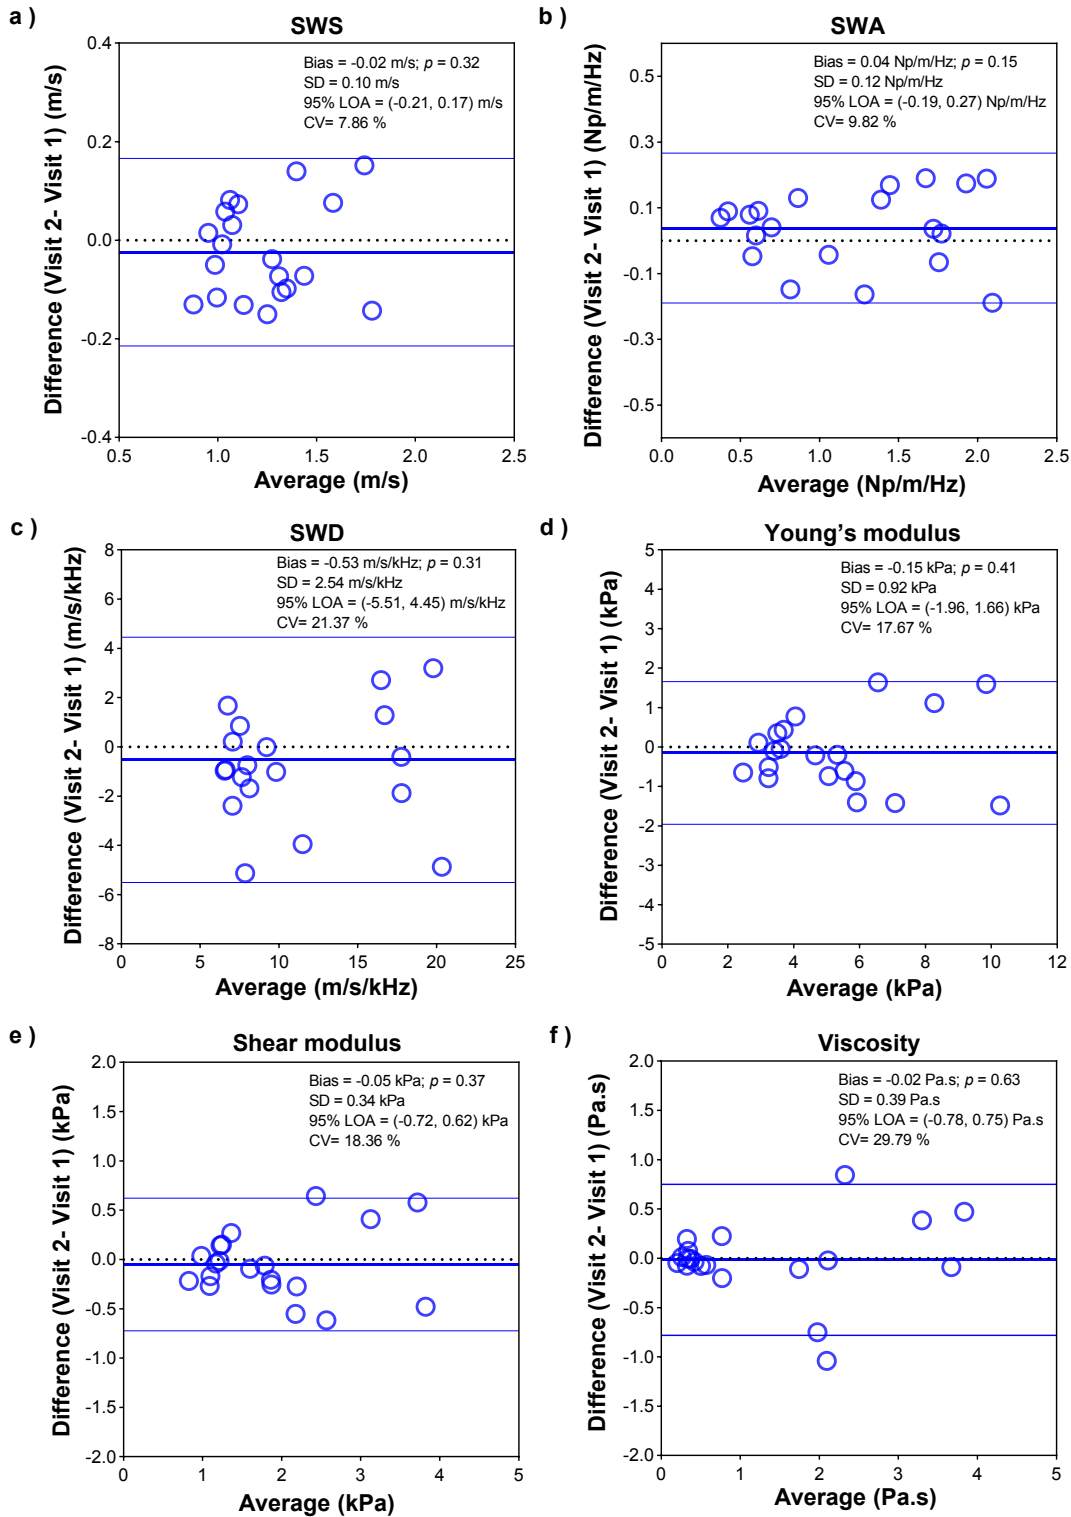 a )
SWS
Bias = -0.02 m/s; p = 0.32
SD = 0.10 m/s
95% LOA = (-0.21, 0.17) m/s
CV= 7.86 %
Difference (Visit 2- Visit 1) (m/s)
0.4
0.2
0.0
-0.2
-0.4
0.5
1.0
1.5
2.0
2.5
Average (m/s)
b )
SWA
Bias = 0.04 Np/m/Hz; p = 0.15
SD = 0.12 Np/m/Hz
95% LOA = (-0.19, 0.27) Np/m/Hz
CV= 9.82 %
Difference (Visit 2- Visit 1) (Np/m/Hz)
0.5
0.3
0.1
-0.1
-0.3
-0.5
0.0
0.5
1.0
1.5
2.0
2.5
Average (Np/m/Hz)
c )
SWD
Bias = -0.53 m/s/kHz; p = 0.31
SD = 2.54 m/s/kHz
95% LOA = (-5.51, 4.45) m/s/kHz
CV= 21.37 %
Difference (Visit 2- Visit 1) (m/s/kHz)
8
6
4
2
0
-2
-4
-6
-8
0
5
10
15
20
25
Average (m/s/kHz)
d )
Young's modulus
Bias = -0.15 kPa; p = 0.41
SD = 0.92 kPa
95% LOA = (-1.96, 1.66) kPa
CV= 17.67 %
Difference (Visit 2- Visit 1) (kPa)
5
4
3
2
1
0
-1
-2
-3
-4
-5
0
2
4
6
8
10
12
Average (kPa)
e )
Shear modulus
Bias = -0.05 kPa; p = 0.37
SD = 0.34 kPa
95% LOA = (-0.72, 0.62) kPa
CV= 18.36 %
Difference (Visit 2- Visit 1) (kPa)
2.0
1.5
1.0
0.5
0.0
-0.5
-1.0
-1.5
-2.0
0
1
2
3
4
5
Average (kPa)
f )
Viscosity
Bias = -0.02 Pa.s; p = 0.63
SD = 0.39 Pa.s
95% LOA = (-0.78, 0.75) Pa.s
CV= 29.79 %
Difference (Visit 2- Visit 1) (Pa.s)
2.0
1.5
1.0
0.5
0.0
-0.5
-1.0
-1.5
-2.0
0
1
2
3
4
5
Average (Pa.s)